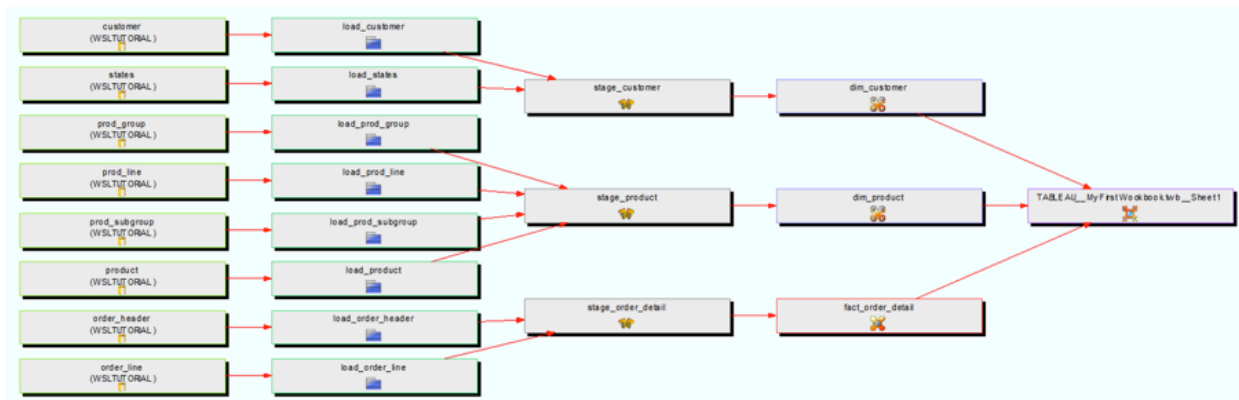 customer
(WSLTUTORIAL)
load_customer
states
(WSLTUTORIAL)
load_states
stage_customer
dim_customer
prod_group
(WSLTUTORIAL)
load_prod_group
prod_line
(WSLTUTORIAL)
load_prod_line
stage_product
dim_product
TABLEAU__MyFirstWookbook.twb__Sheet1
prod_subgroup
(WSLTUTORIAL)
load_prod_subgroup
product
(WSLTUTORIAL)
load_product
order_header
(WSLTUTORIAL)
load_order_header
stage_order_detail
fact_order_detail
order_line
(WSLTUTORIAL)
load_order_line